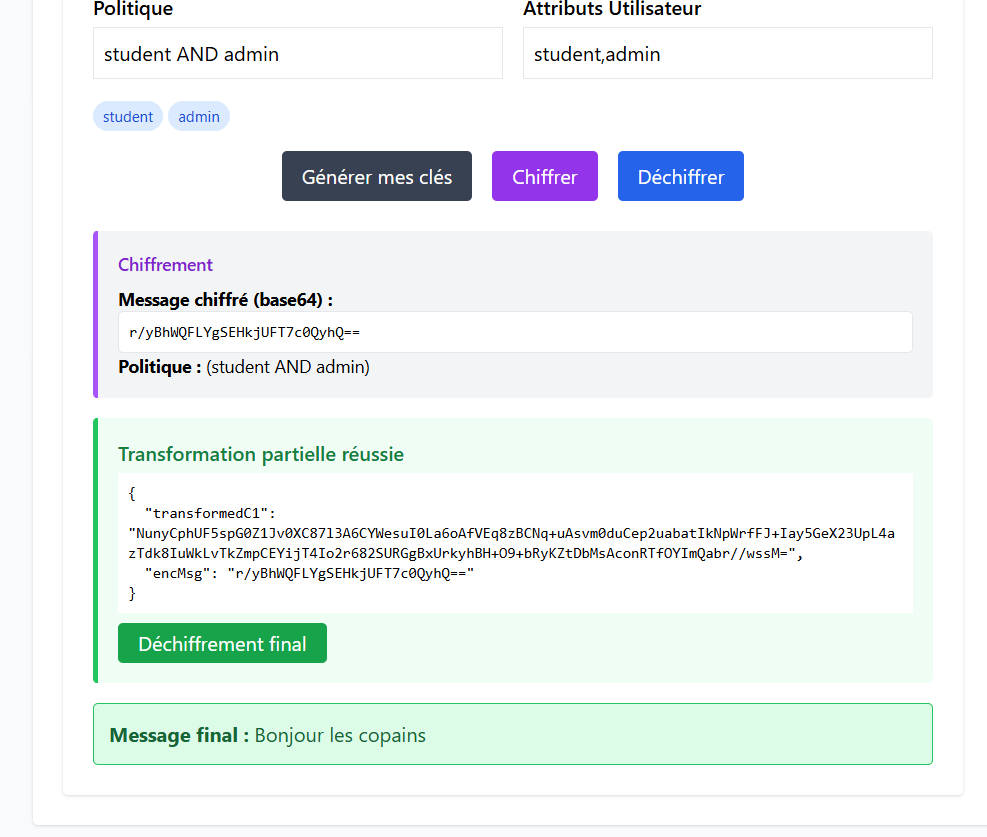 Politique
Attributs Utilisateur
student AND admin
student,admin
student
admin
Générer mes clés
Chiffrer
Déchiffrer
Chiffrement
Message chiffré (base64) :
r/yBhWQFLYgSEHkjUFT7c0QyhQ==
Politique : (student AND admin)
Transformation partielle réussie
{
"transformedC1":
"NunyCphUF5spG0Z1Jv0XC87l3A6CYWesuI0La6oAfVEq8zBCNq+uAsvm0duCep2uabatIkNpWrfFJ+Iay5GeX23UpL4a
zTdk8IuWkLvTkZmpCEYijT4Io2r682SURGgBxUrkyhBH+O9+bRyKZtDbMsAconRTfOYImQabr//wssM=",
"encMsg": "r/yBhWQFLYgSEHkjUFT7c0QyhQ=="
}
Déchiffrement final
Message final : Bonjour les copains